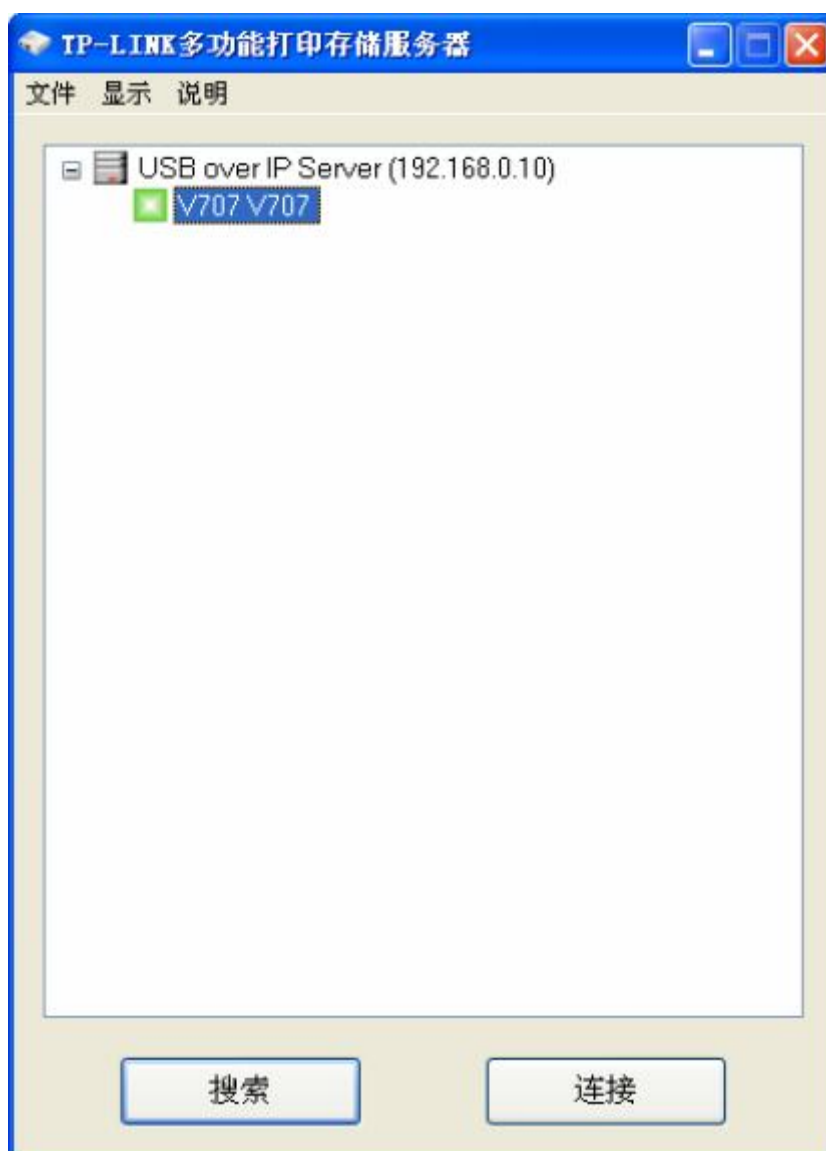 TP-LINK多功能打印存储服务器
文件 显示 说明
USB over IP Server (192.168.0.10)
V707 V707
搜索 连接